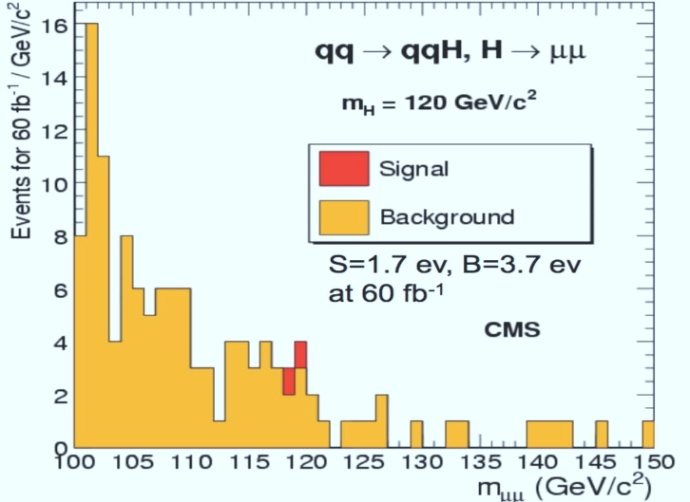 Events for 60 fb⁻¹ / GeV/c²
16
14
12
10
8
6
4
2
0
qq → qqH, H → μμ
m_H = 120 GeV/c²
Signal
Background
S=1.7 ev, B=3.7 ev
at 60 fb⁻¹
CMS
100 105 110 115 120 125 130 135 140 145 150
m_μμ (GeV/c²)